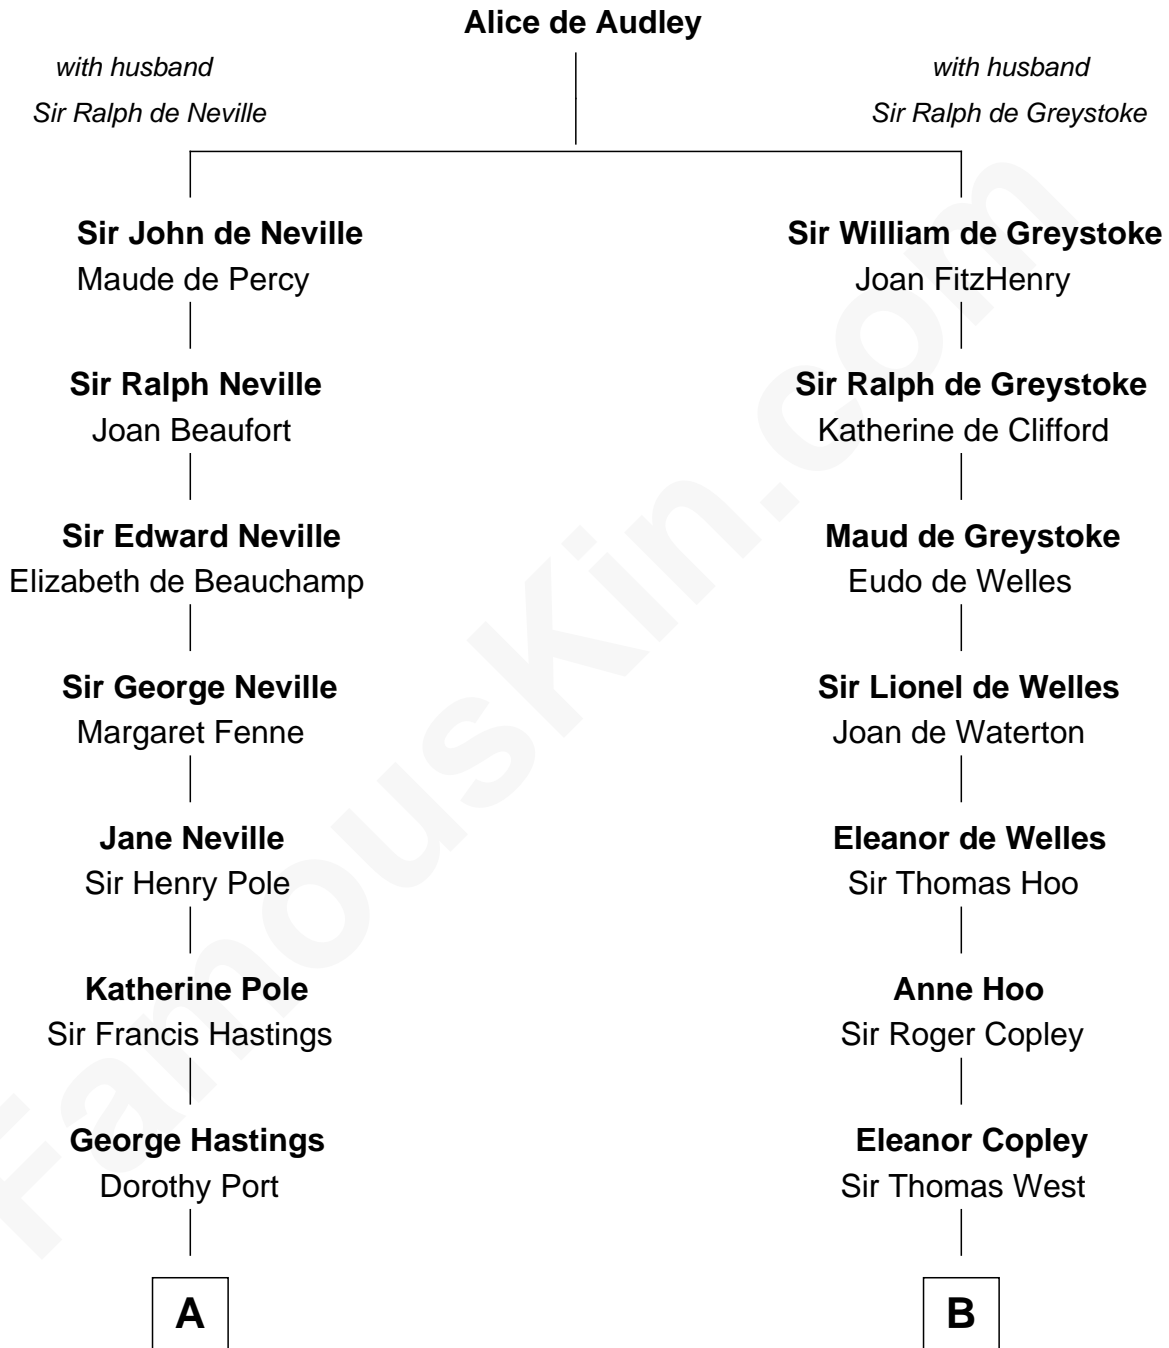 Alice de Audley
with husband
Sir Ralph de Neville
with husband
Sir Ralph de Greystoke
Sir John de Neville
Maude de Percy
Sir Ralph Neville
Joan Beaufort
Sir Edward Neville
Elizabeth de Beauchamp
Sir George Neville
Margaret Fenne
Jane Neville
Sir Henry Pole
Katherine Pole
Sir Francis Hastings
George Hastings
Dorothy Port
A
Sir William de Greystoke
Joan FitzHenry
Sir Ralph de Greystoke
Katherine de Clifford
Maud de Greystoke
Eudo de Welles
Sir Lionel de Welles
Joan de Waterton
Eleanor de Welles
Sir Thomas Hoo
Anne Hoo
Sir Roger Copley
Eleanor Copley
Sir Thomas West
B
FamousKin.com